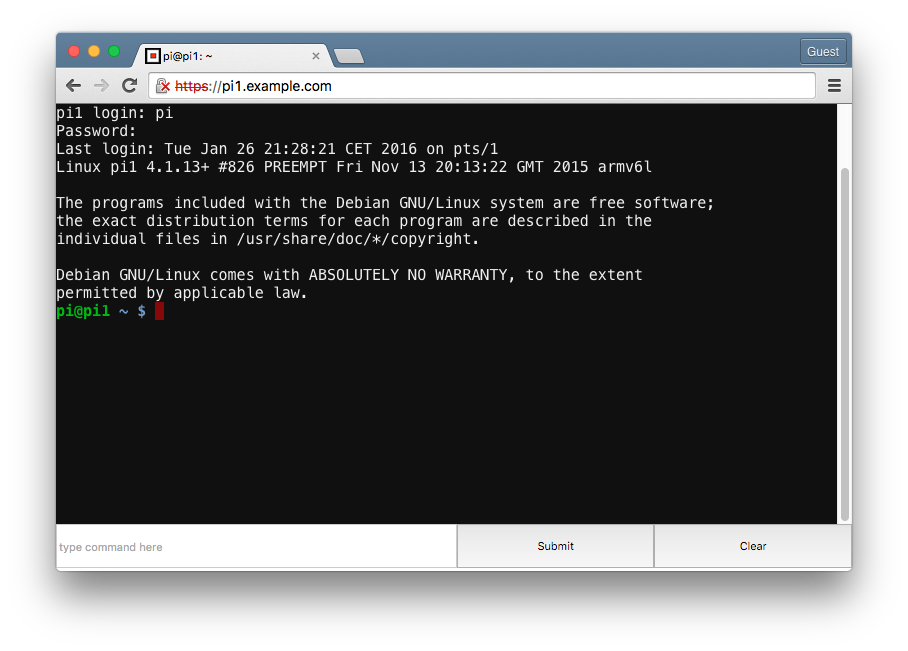 pi@pi1: ~
Guest
https://pi1.example.com
pi1 login: pi
Password:
Last login: Tue Jan 26 21:28:21 CET 2016 on pts/1
Linux pi1 4.1.13+ #826 PREEMPT Fri Nov 13 20:13:22 GMT 2015 armv6l
The programs included with the Debian GNU/Linux system are free software;
the exact distribution terms for each program are described in the
individual files in /usr/share/doc/*/copyright.
Debian GNU/Linux comes with ABSOLUTELY NO WARRANTY, to the extent
permitted by applicable law.
pi@pi1 ~ $
type command here
Submit
Clear